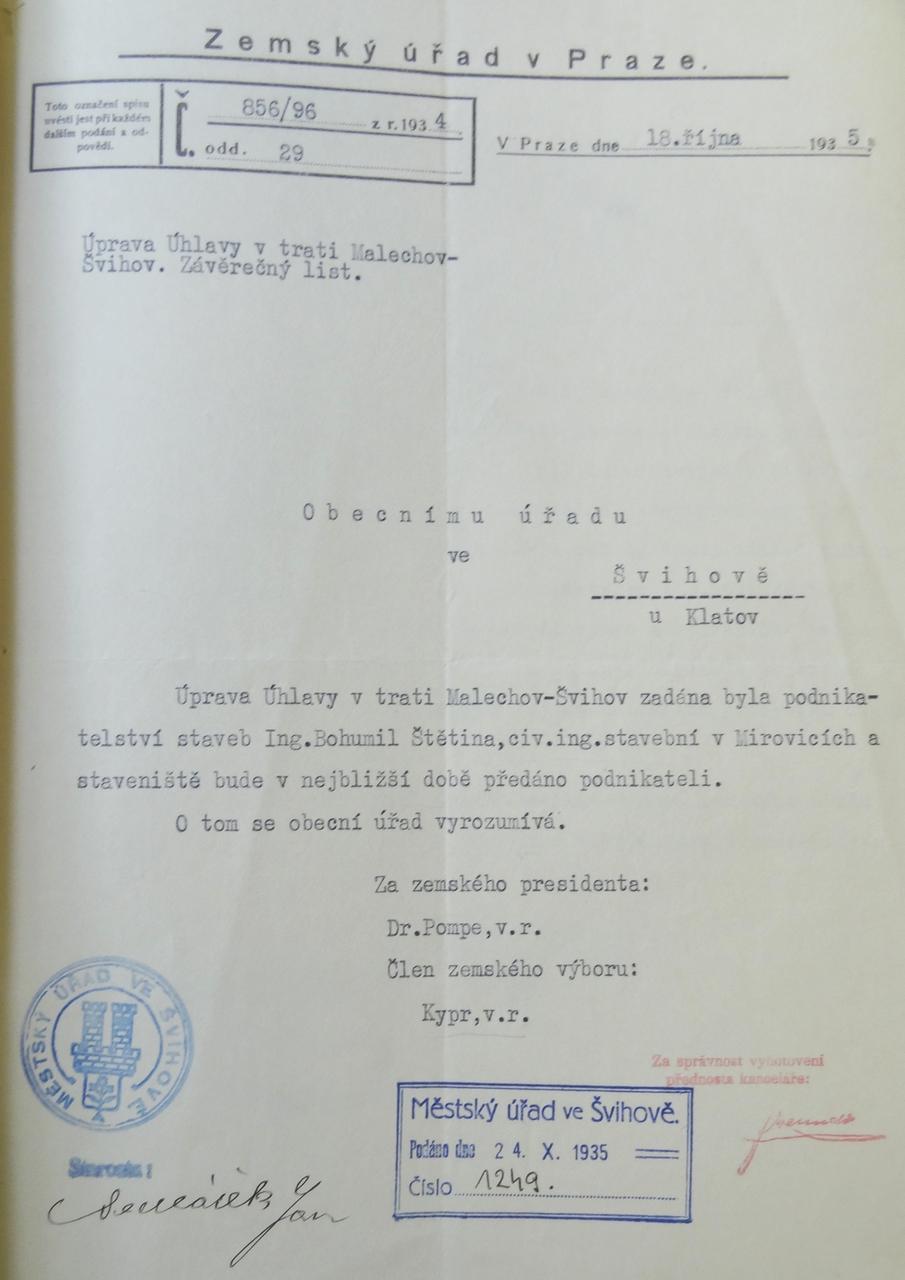 Zemský úřad v Praze.
Toto označení spisu
uvésti jest při každém
dalším podání a od-
povědi.
Č. 856/96 z r. 1934
odd. 29
V Praze dne 18.října 1935.
Úprava Úhlavy v trati Malechov-
Švihov. Závěrečný list.
Obecnímu úřadu
ve
Švihově
u Klatov
Úprava Úhlavy v trati Malechov-Švihov zadána byla podnika-
telství staveb Ing.Bohumil Štětina,civ.ing.stavební v Mirovicích a
staveniště bude v nejbližší době předáno podnikateli.
O tom se obecní úřad vyrozumívá.
Za zemského presidenta:
Dr.Pompe,v.r.
Člen zemského výboru:
Kypr,v.r.
MĚSTSKÝ ÚŘAD VE ŠVIHOVĚ
Za správnost vyhotovení
přednosta kanceláře:
Městský úřad ve Švihově.
Podáno dne 24. X. 1935
Číslo 1249.
Starosta:
Jan